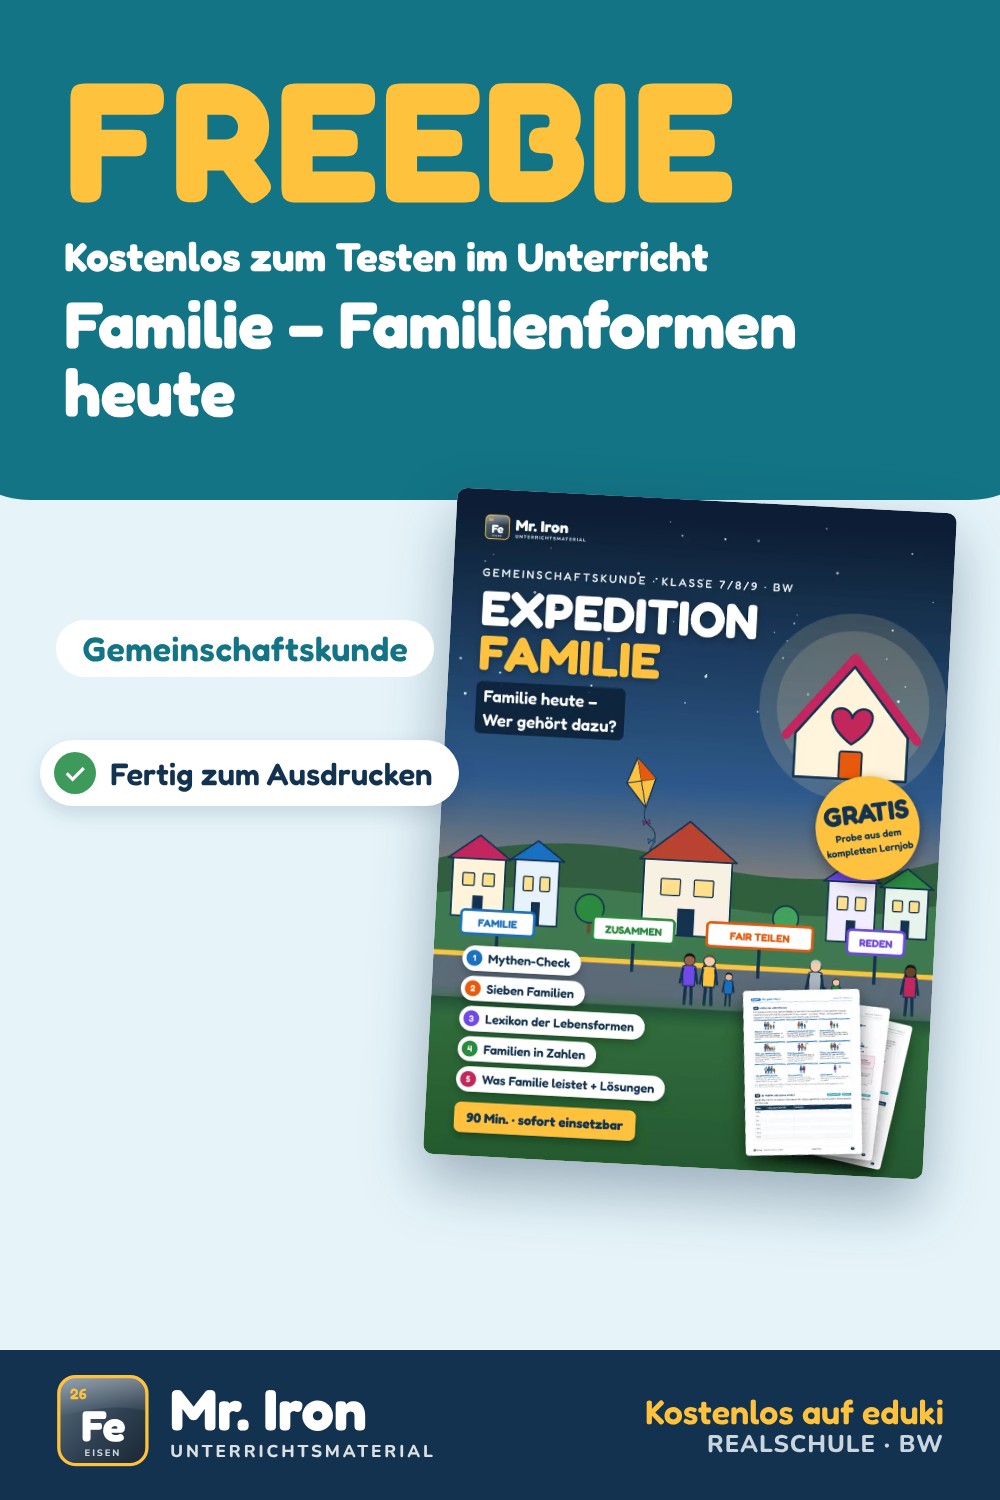 FREEBIE
Kostenlos zum Testen im Unterricht
Familie – Familienformen
heute
Gemeinschaftskunde
Fertig zum Ausdrucken
Fe
Mr. Iron
UNTERRICHTSMATERIAL
GEMEINSCHAFTSKUNDE · KLASSE 7/8/9 · BW
EXPEDITION
FAMILIE
Familie heute –
Wer gehört dazu?
GRATIS
Probe aus dem
kompletten Lernjob
FAMILIE
ZUSAMMEN
FAIR TEILEN
REDEN
1 Mythen-Check
2 Sieben Familien
3 Lexikon der Lebensformen
4 Familien in Zahlen
5 Was Familie leistet + Lösungen
90 Min. · sofort einsetzbar
26
Fe
EISEN
Mr. Iron
UNTERRICHTSMATERIAL
Kostenlos auf eduki
REALSCHULE · BW